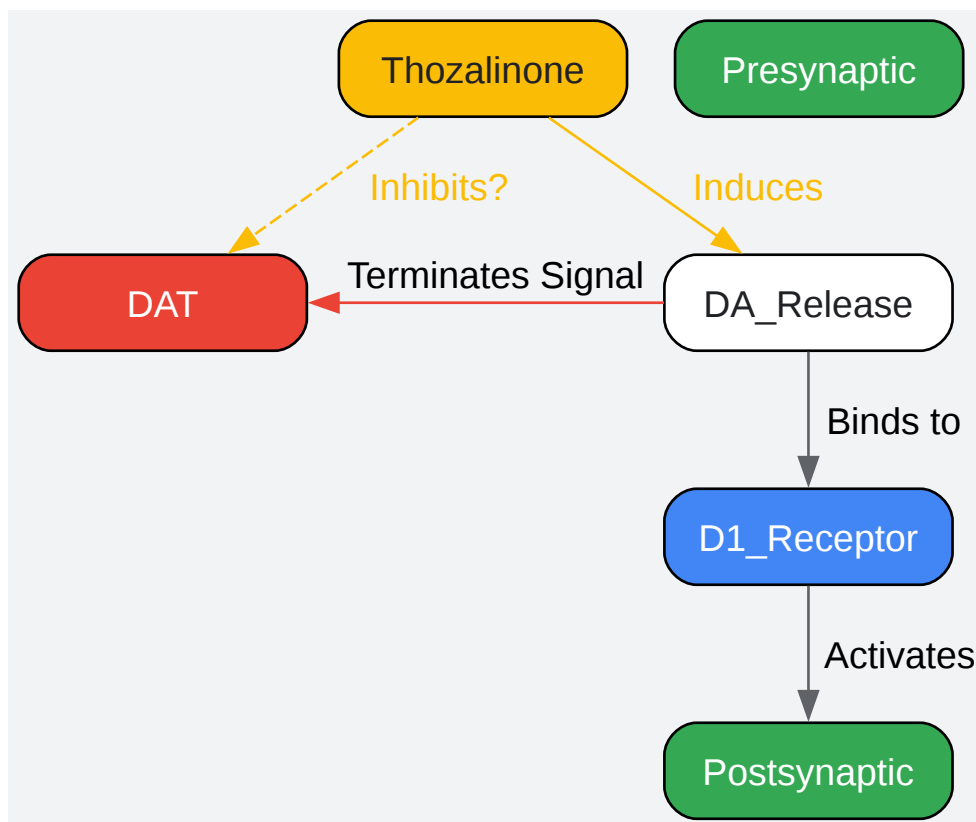 Thozalinone
Presynaptic
Inhibits?
Induces
Terminates Signal
DAT
DA_Release
Binds to
D1_Receptor
Activates
Postsynaptic